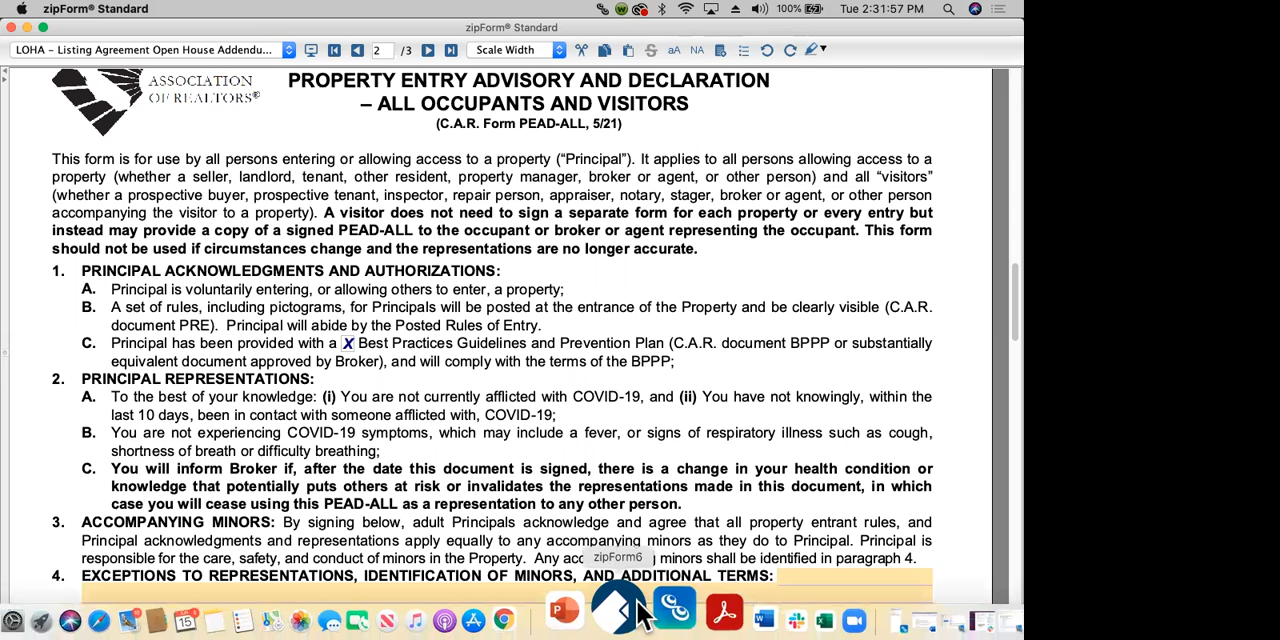 zipForm® Standard
100%
Tue 2:31:57 PM
zipForm® Standard
LOHA – Listing Agreement Open House Addendu...
2
/3
Scale Width
aA
NA
ASSOCIATION
OF REALTORS®
PROPERTY ENTRY ADVISORY AND DECLARATION
– ALL OCCUPANTS AND VISITORS
(C.A.R. Form PEAD-ALL, 5/21)
This form is for use by all persons entering or allowing access to a property (“Principal”). It applies to all persons allowing access to a
property (whether a seller, landlord, tenant, other resident, property manager, broker or agent, or other person) and all “visitors”
(whether a prospective buyer, prospective tenant, inspector, repair person, appraiser, notary, stager, broker or agent, or other person
accompanying the visitor to a property). A visitor does not need to sign a separate form for each property or every entry but
instead may provide a copy of a signed PEAD-ALL to the occupant or broker or agent representing the occupant. This form
should not be used if circumstances change and the representations are no longer accurate.
1. PRINCIPAL ACKNOWLEDGMENTS AND AUTHORIZATIONS:
A. Principal is voluntarily entering, or allowing others to enter, a property;
B. A set of rules, including pictograms, for Principals will be posted at the entrance of the Property and be clearly visible (C.A.R.
document PRE). Principal will abide by the Posted Rules of Entry.
C. Principal has been provided with a X Best Practices Guidelines and Prevention Plan (C.A.R. document BPPP or substantially
equivalent document approved by Broker), and will comply with the terms of the BPPP;
2. PRINCIPAL REPRESENTATIONS:
A. To the best of your knowledge: (i) You are not currently afflicted with COVID-19, and (ii) You have not knowingly, within the
last 10 days, been in contact with someone afflicted with, COVID-19;
B. You are not experiencing COVID-19 symptoms, which may include a fever, or signs of respiratory illness such as cough,
shortness of breath or difficulty breathing;
C. You will inform Broker if, after the date this document is signed, there is a change in your health condition or
knowledge that potentially puts others at risk or invalidates the representations made in this document, in which
case you will cease using this PEAD-ALL as a representation to any other person.
3. ACCOMPANYING MINORS: By signing below, adult Principals acknowledge and agree that all property entrant rules, and
Principal acknowledgments and representations apply equally to any accompanying minors as they do to Principal. Principal is
responsible for the care, safety, and conduct of minors in the Property. Any minors shall be identified in paragraph 4.
zipForm6
4. EXCEPTIONS TO REPRESENTATIONS, IDENTIFICATION OF MINORS, AND ADDITIONAL TERMS:
15